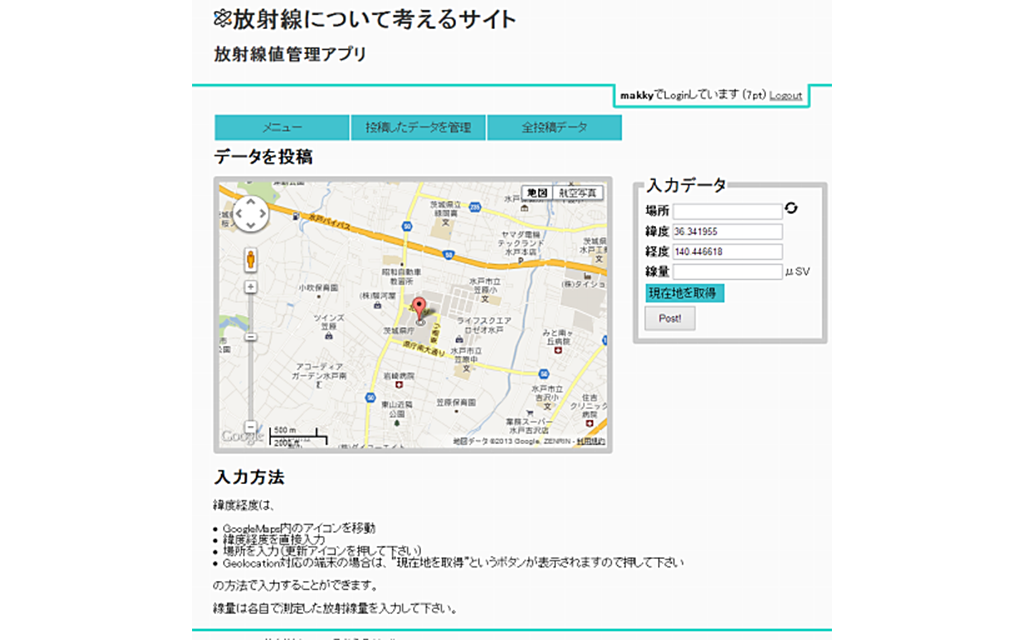 放射線について考えるサイト
放射線値管理アプリ
makkyでLoginしています (7pt) Logout
メニュー 投稿したデータを管理 全投稿データ
データを投稿
地図 航空写真
水戸バイパス
茨城県立
緑岡高
ヤマダ電機
テックランド
水戸本店
昭和自動車
教習所
小吹保育園
(株)駿河屋
水戸市立
笠原小
ツインズ
笠原
茨城県庁
ライフスクエア
ロゼオ水戸
県庁南大通り
水戸市立
笠原中
みと南ヶ
丘病院
アコーディア
ガーデン水戸南
岩崎病院
東山近隣
公園
笠原保育園
水戸市立
吉沢小
業務スーパー
水戸吉沢店
住吉
クリニック
病院
Google
500 m
2000
地図データ ©2013 Google, ZENRIN - 利用規約
入力データ
場所
緯度 36.341955
経度 140.446618
線量 μSV
現在地を取得
Post!
入力方法
緯度経度は、
• GoogleMaps内のアイコンを移動
• 緯度経度を直接入力
• 場所を入力（更新アイコンを押して下さい）
• Geolocation対応の端末の場合は、"現在地を取得"というボタンが表示されますので押して下さい
の方法で入力することができます。
線量は各自で測定した放射線量を入力して下さい。